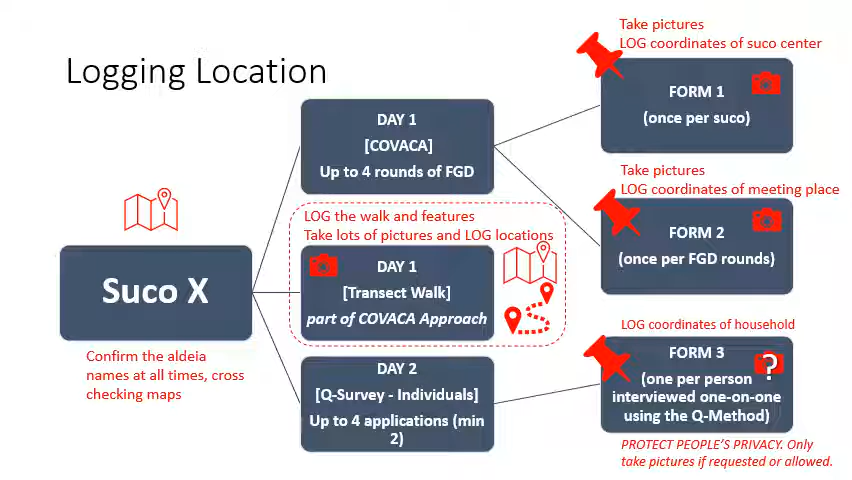 Logging Location
Take pictures
LOG coordinates of suco center
FORM 1
(once per suco)
DAY 1
[COVACA]
Up to 4 rounds of FGD
Take pictures
LOG coordinates of meeting place
FORM 2
(once per FGD rounds)
LOG the walk and features
Take lots of pictures and LOG locations
DAY 1
[Transect Walk]
part of COVACA Approach
Suco X
Confirm the aldeia
names at all times, cross
checking maps
DAY 2
[Q-Survey - Individuals]
Up to 4 applications (min
2)
LOG coordinates of household
FORM 3
(one per person
interviewed one-on-one
using the Q-Method)
?
PROTECT PEOPLE'S PRIVACY. Only
take pictures if requested or allowed.